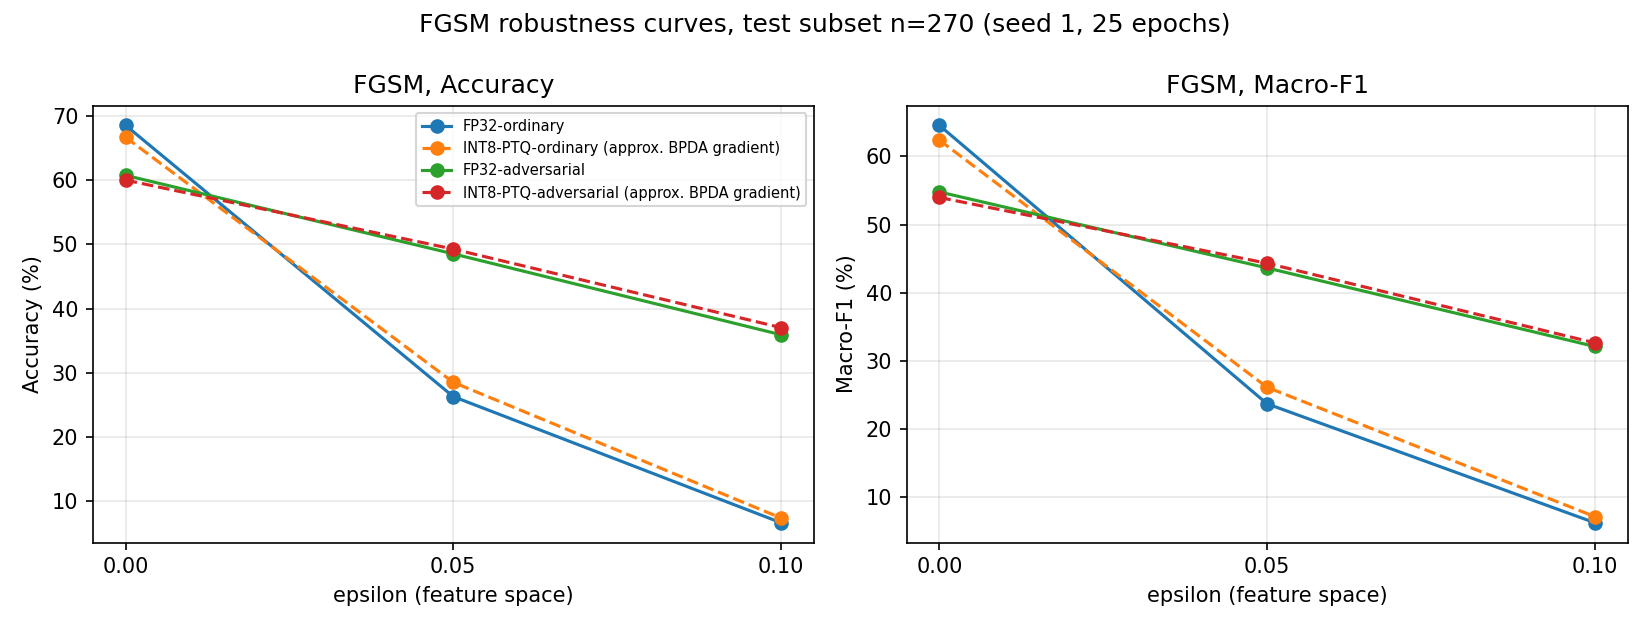 FGSM robustness curves, test subset n=270 (seed 1, 25 epochs)
FGSM, Accuracy
Accuracy (%)
70
60
50
40
30
20
10
0.00
0.05
0.10
epsilon (feature space)
FP32-ordinary
INT8-PTQ-ordinary (approx. BPDA gradient)
FP32-adversarial
INT8-PTQ-adversarial (approx. BPDA gradient)
FGSM, Macro-F1
Macro-F1 (%)
60
50
40
30
20
10
0.00
0.05
0.10
epsilon (feature space)